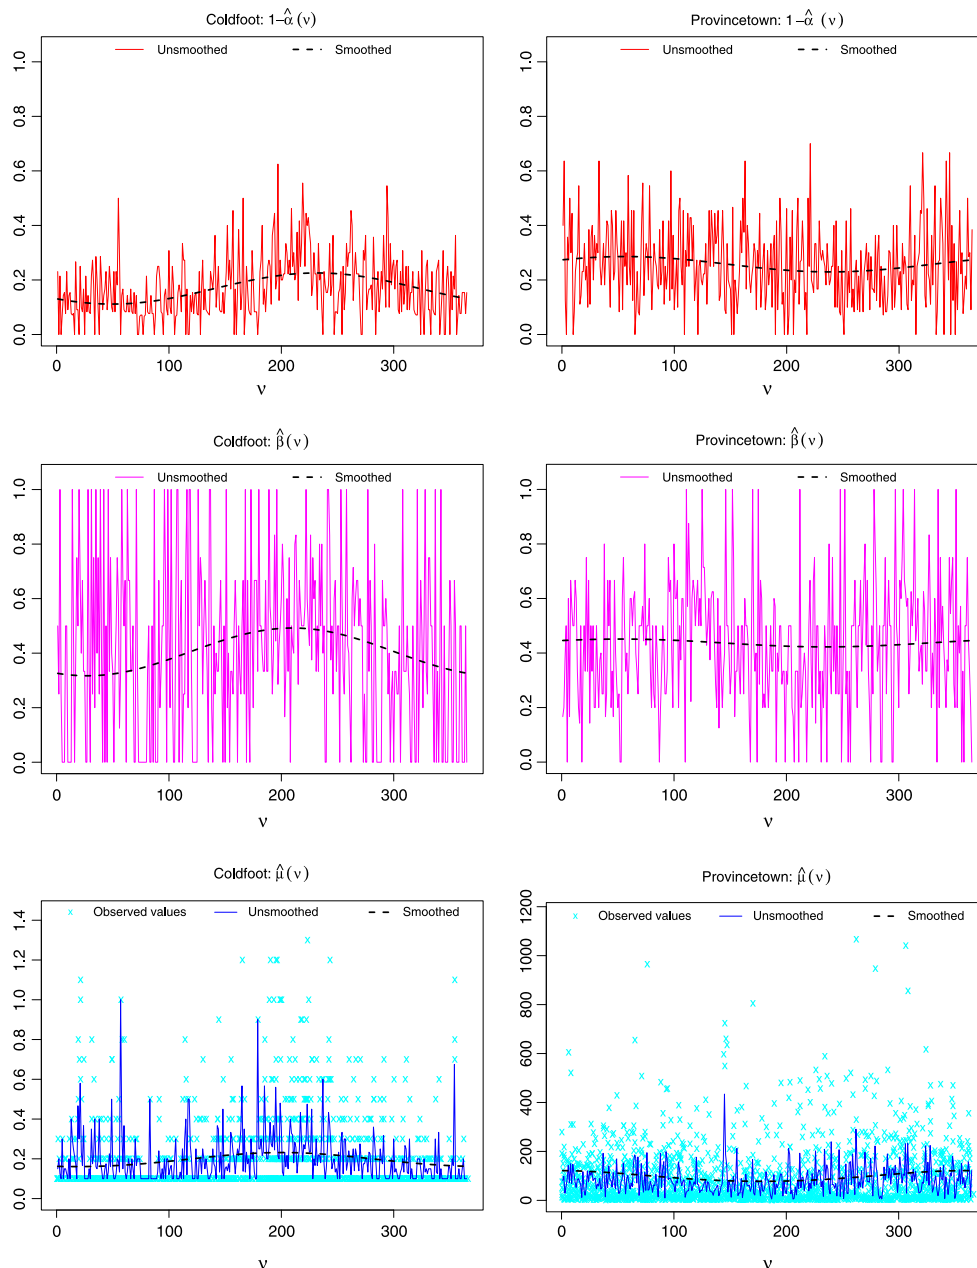 Coldfoot: 1−α̂(ν)
Unsmoothed Smoothed
0.0 0.2 0.4 0.6 0.8 1.0
0 100 200 300
ν
Provincetown: 1−α̂(ν)
Unsmoothed Smoothed
0.0 0.2 0.4 0.6 0.8 1.0
0 100 200 300
ν
Coldfoot: β̂(ν)
Unsmoothed Smoothed
0.0 0.2 0.4 0.6 0.8 1.0
0 100 200 300
ν
Provincetown: β̂(ν)
Unsmoothed Smoothed
0.0 0.2 0.4 0.6 0.8 1.0
0 100 200 300
ν
Coldfoot: μ̂(ν)
x Observed values Unsmoothed Smoothed
0.0 0.2 0.4 0.6 0.8 1.0 1.2 1.4
0 100 200 300
ν
Provincetown: μ̂(ν)
x Observed values Unsmoothed Smoothed
0 200 400 600 800 1000 1200
0 100 200 300
ν